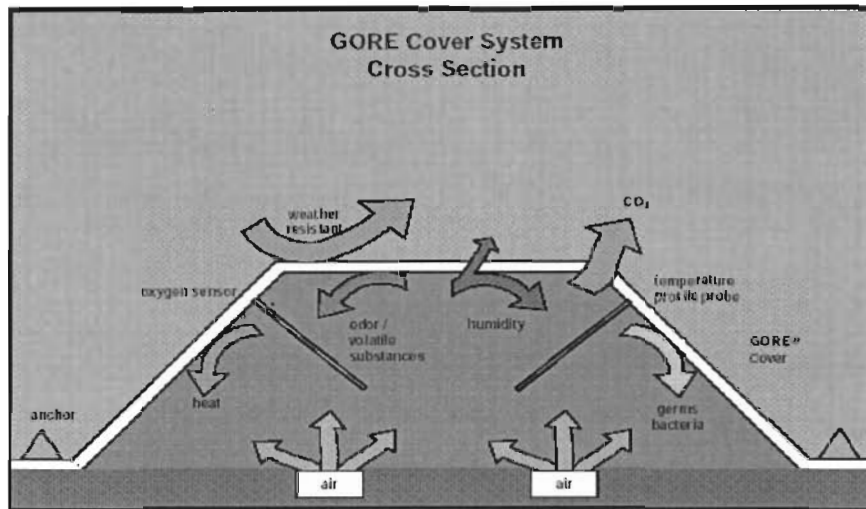 GORE Cover System
Cross Section
CO₂
weather
resistant
oxygen sensor
temperature
profile probe
odor /
volatile
substances
humidity
GORE™
Cover
heat
anchor
germs
bacteria
air
air